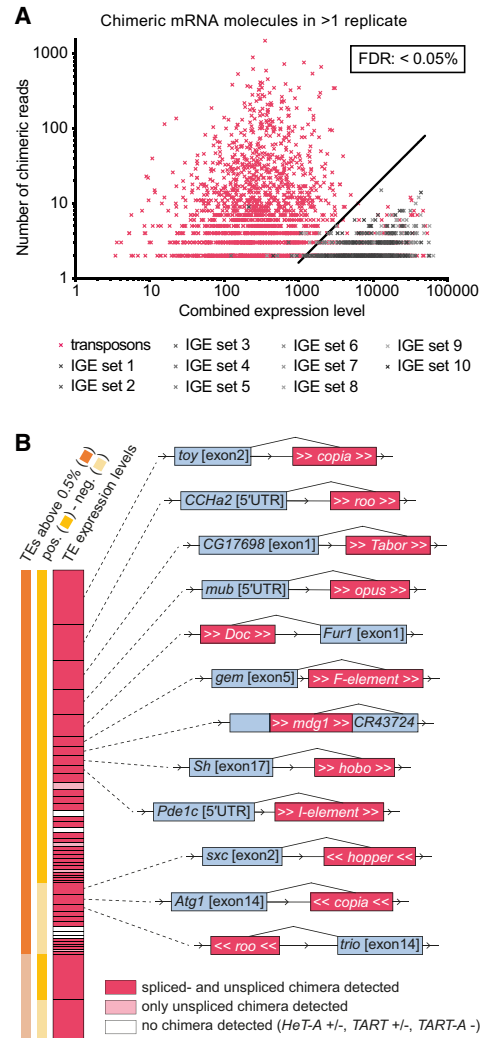 A
Chimeric mRNA molecules in >1 replicate
FDR: < 0.05%
Number of chimeric reads
1000
100
10
1
1 10 100 1000 10000 100000
Combined expression level
× transposons
× IGE set 1
× IGE set 2
× IGE set 3
× IGE set 4
× IGE set 5
× IGE set 6
× IGE set 7
× IGE set 8
× IGE set 9
× IGE set 10
B
TEs above 0.5% ( )
pos. ( ) - neg. ( )
TE expression levels
toy [exon2] >> copia >>
CCHa2 [5'UTR] >> roo >>
CG17698 [exon1] >> Tabor >>
mub [5'UTR] >> opus >>
>> Doc >> Fur1 [exon1]
gem [exon5] >> F-element >>
>> mdg1 >> CR43724
Sh [exon17] >> hobo >>
Pde1c [5'UTR] >> I-element >>
sxc [exon2] << hopper <<
Atg1 [exon14] << copia <<
<< roo << trio [exon14]
spliced- and unspliced chimera detected
only unspliced chimera detected
no chimera detected (HeT-A +/-, TART +/-, TART-A -)